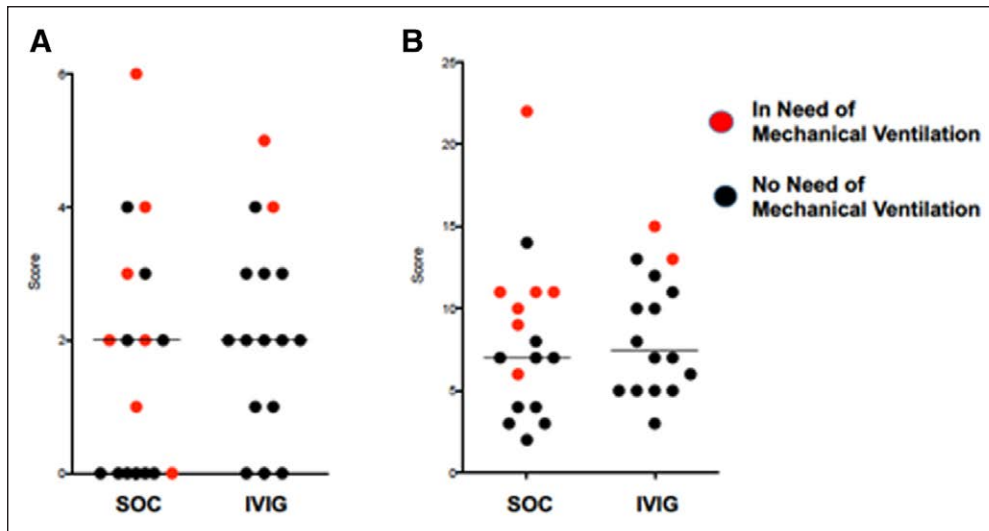 A
B
6
4
2
0
Score
SOC
IVIG
25
20
15
10
5
0
Score
SOC
IVIG
In Need of
Mechanical Ventilation
No Need of
Mechanical Ventilation